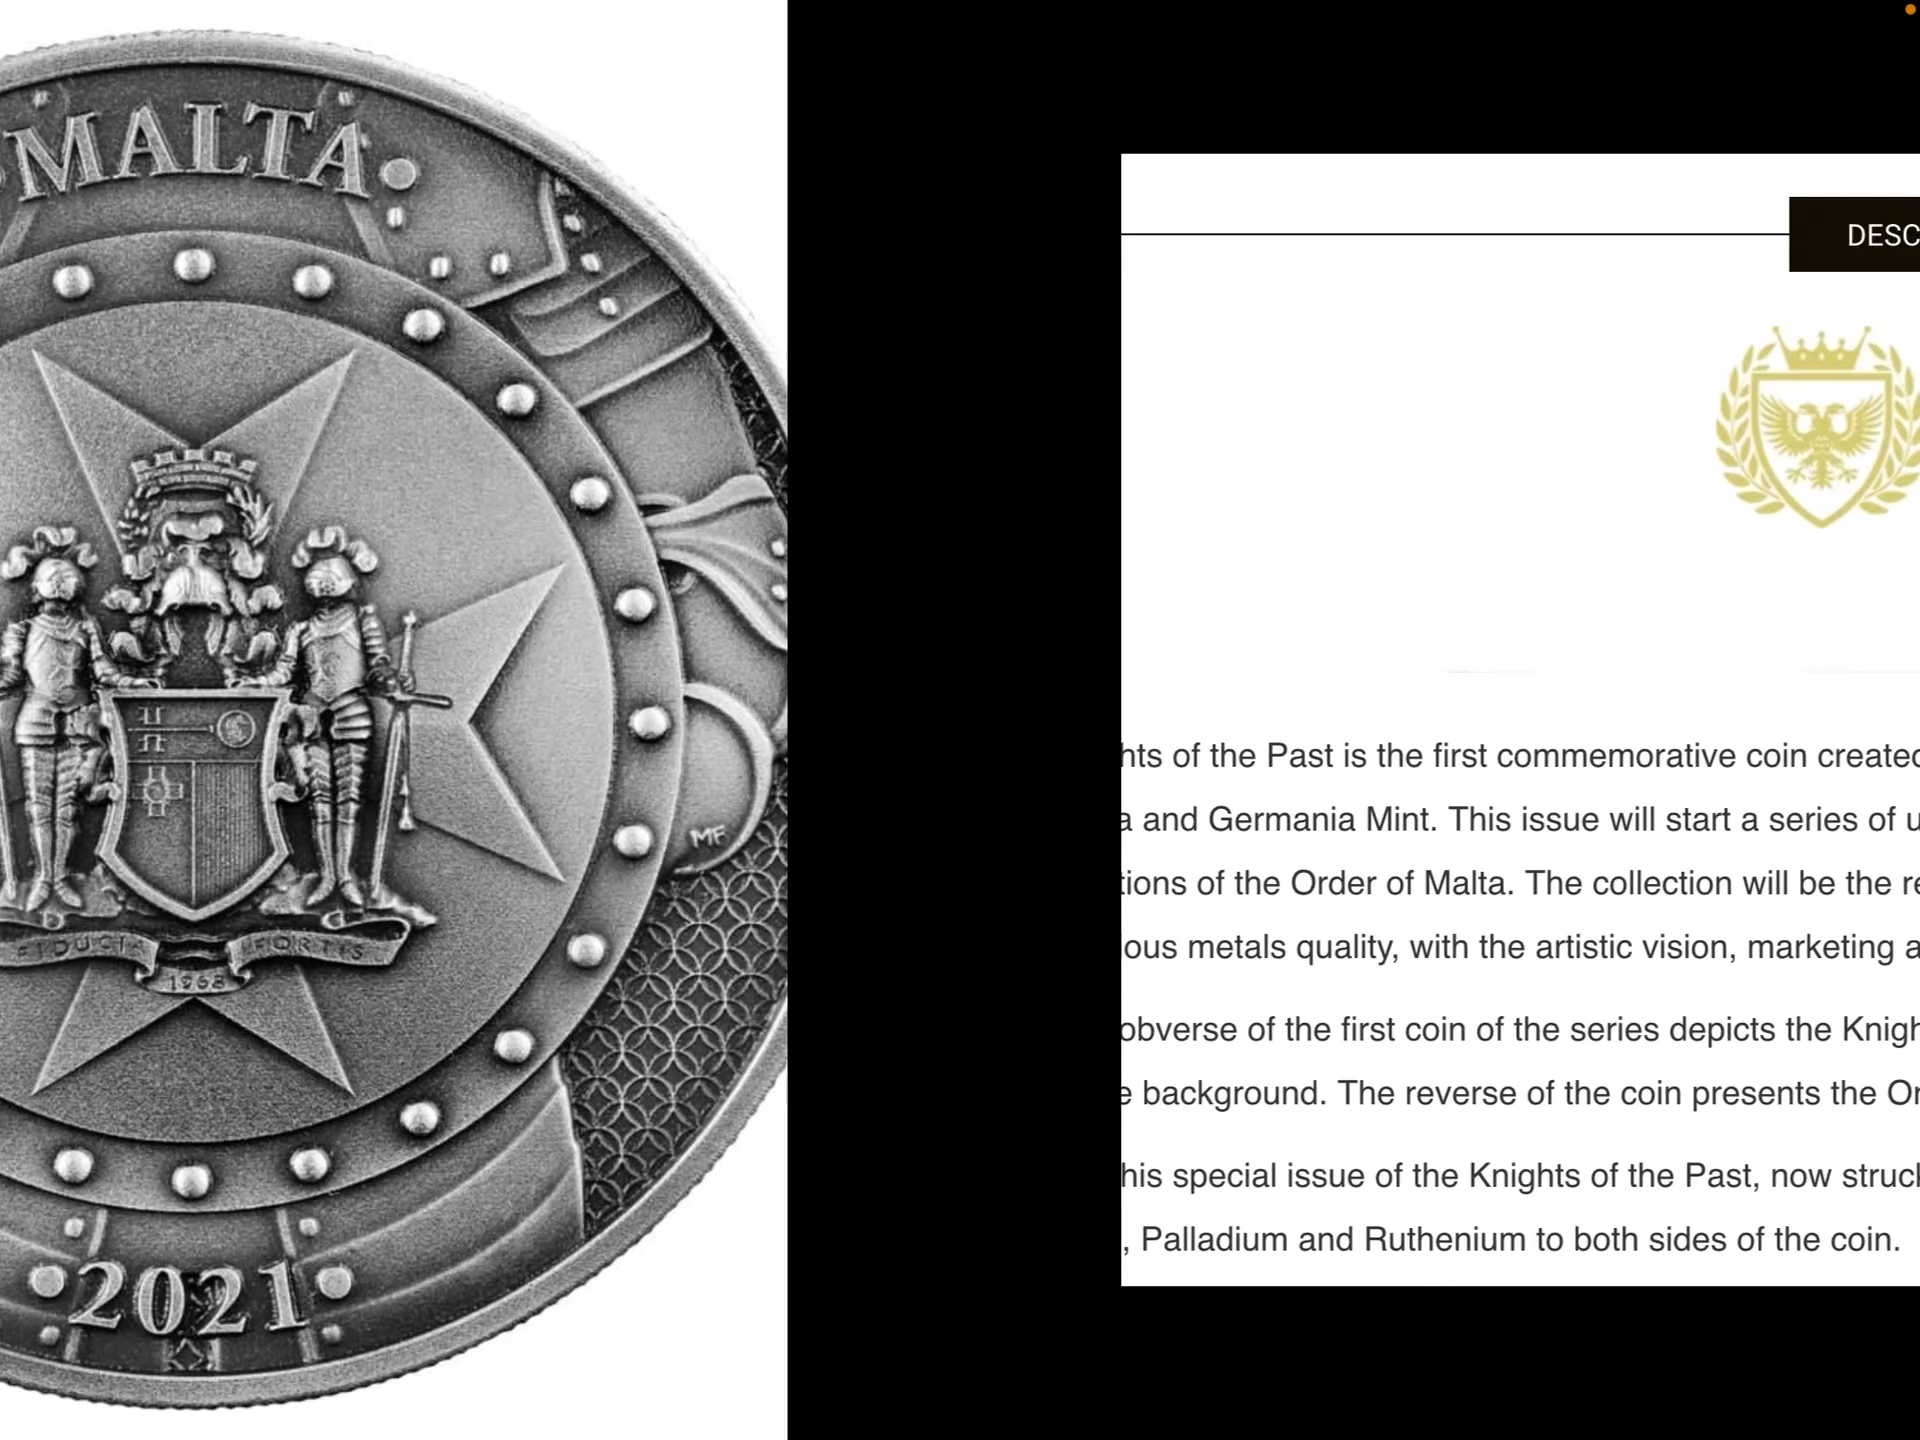 MALTA
FIDUCIA FORTIS
1968
MF
2021
DESC
hts of the Past is the first commemorative coin created
a and Germania Mint. This issue will start a series of u
tions of the Order of Malta. The collection will be the re
ious metals quality, with the artistic vision, marketing a
obverse of the first coin of the series depicts the Knigh
e background. The reverse of the coin presents the Or
his special issue of the Knights of the Past, now struck
, Palladium and Ruthenium to both sides of the coin.